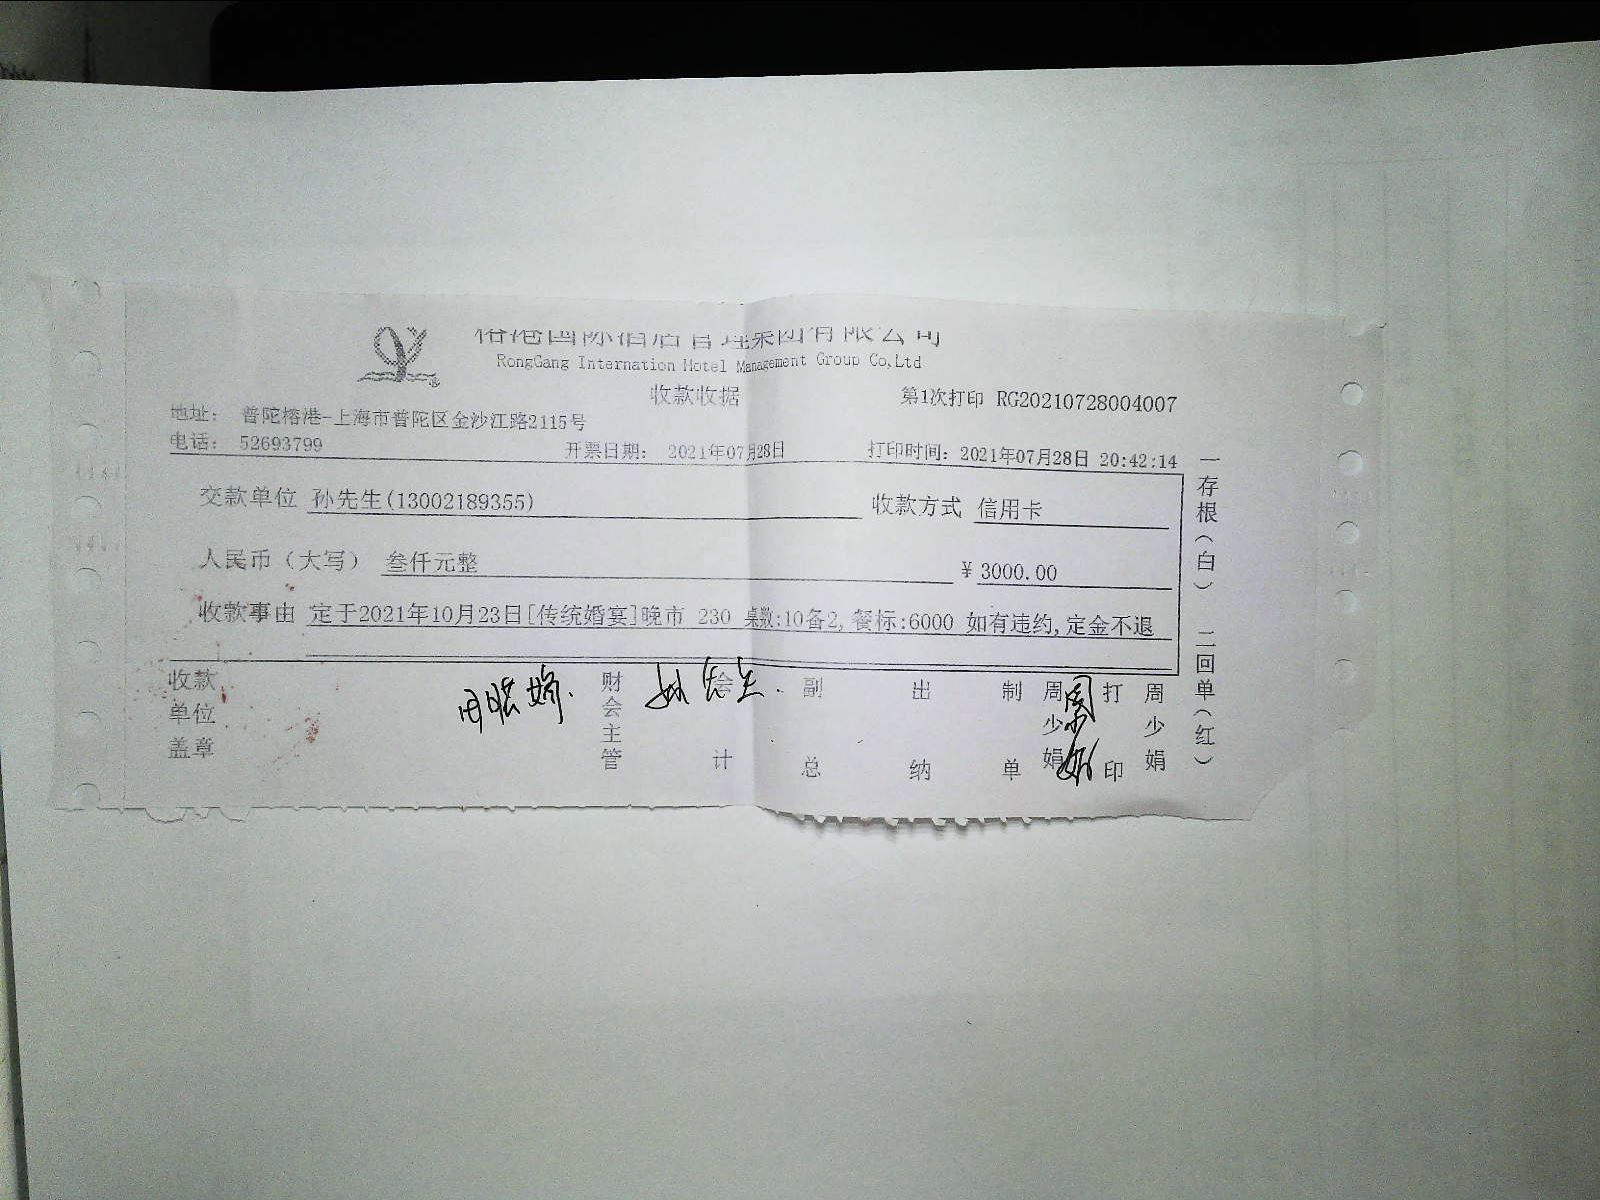 榕港国际酒店管理集团有限公司
RongGang Internation Hotel Management Group Co,Ltd
收款收据
第1次打印 RG20210728004007
地址： 普陀榕港-上海市普陀区金沙江路2115号
电话： 52693799
开票日期： 2021年07月28日
打印时间：2021年07月28日 20:42:14
交款单位 孙先生(13002189355)
收款方式 信用卡
人民币（大写） 叁仟元整
￥3000.00
收款事由 定于2021年10月23日[传统婚宴]晚市 230 桌数:10备2,餐标:6000 如有违约,定金不退
收款单位盖章
财会主管
孙先生
会计
副总
出纳
制单
周少娟
周少娟
打印
周少娟
一存根（白） 二回单（红）